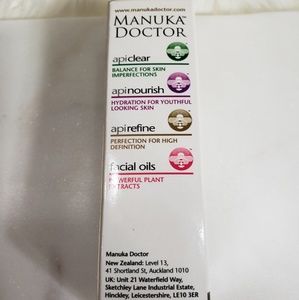 www.manukadoctor.com
MANUKA™
DOCTOR
apiclear
BALANCE FOR SKIN
IMPERFECTIONS
apinourish
HYDRATION FOR YOUTHFUL
LOOKING SKIN
apirefine
PERFECTION FOR HIGH
DEFINITION
facial oils
POWERFUL PLANT
EXTRACTS
Manuka Doctor
New Zealand: Level 13,
41 Shortland St, Auckland 1010
UK: Unit 21 Waterfield Way,
Sketchley Lane Industrial Estate,
Hinckley, Leicestershire, LE10 3ER